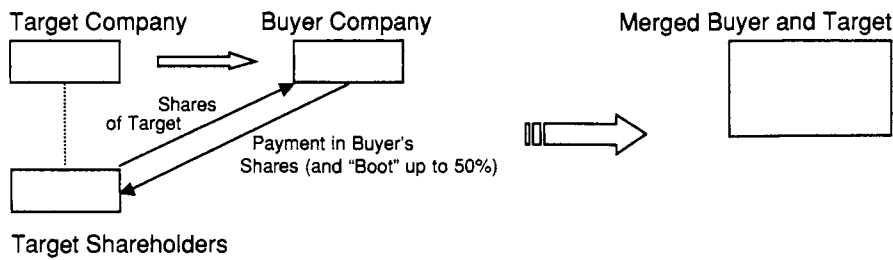 Target Company
Buyer Company
Merged Buyer and Target
Shares
of Target
Payment in Buyer's
Shares (and "Boot" up to 50%)
Target Shareholders